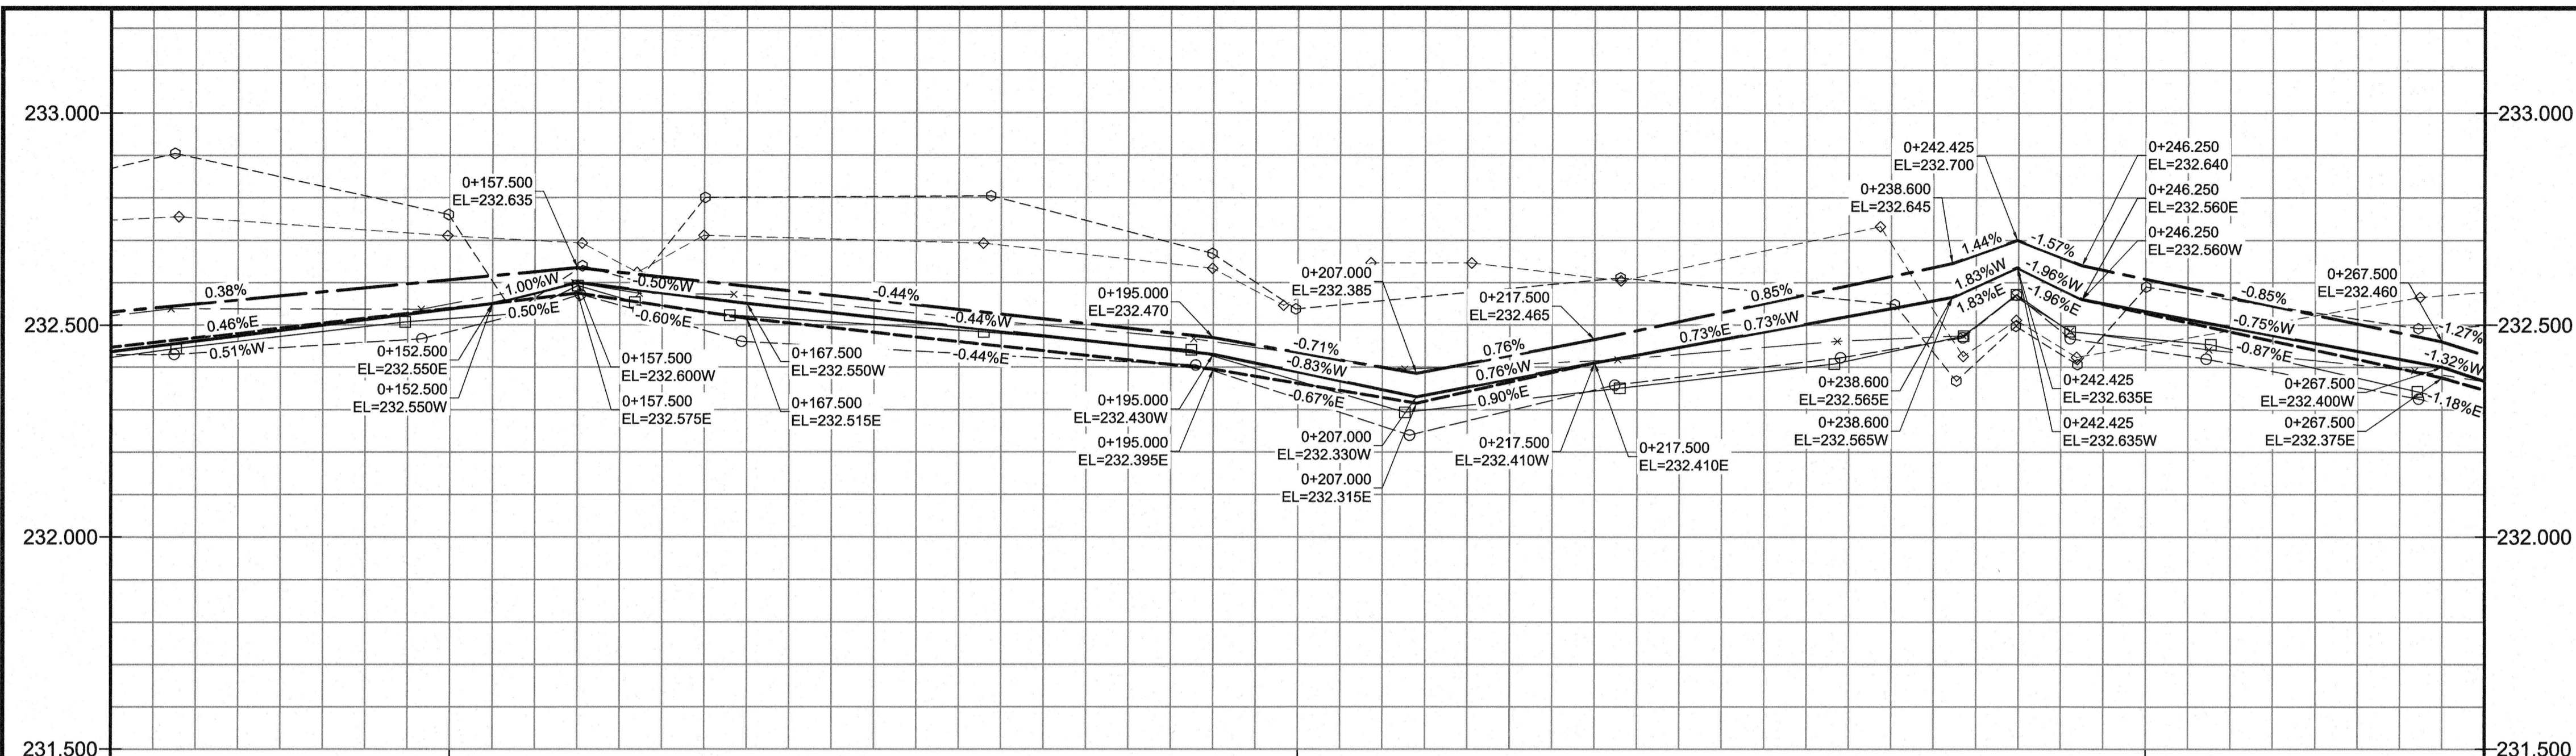 233.000
233.000
232.500
232.500
232.000
232.000
231.500
231.500
0+157.500
EL=232.635
0.38%
0.46%E
0.51%W
1.00%W
0.50%E
0+152.500
EL=232.550E
0+152.500
EL=232.550W
-0.50%W
-0.60%E
0+157.500
EL=232.600W
0+157.500
EL=232.575E
0+167.500
EL=232.550W
0+167.500
EL=232.515E
-0.44%
-0.44%W
-0.44%E
0+195.000
EL=232.470
0+195.000
EL=232.430W
0+195.000
EL=232.395E
-0.71%
-0.83%W
-0.67%E
0+207.000
EL=232.385
0+207.000
EL=232.330W
0+207.000
EL=232.315E
0+217.500
EL=232.465
0.76%
0.76%W
0.90%E
0+217.500
EL=232.410W
0+217.500
EL=232.410E
0.85%
0.73%E
0.73%W
0+238.600
EL=232.645
0+242.425
EL=232.700
1.44%
1.83%W
1.83%E
0+238.600
EL=232.565E
0+238.600
EL=232.565W
-1.57%
-1.96%W
-1.96%E
0+242.425
EL=232.635E
0+242.425
EL=232.635W
0+246.250
EL=232.640
0+246.250
EL=232.560E
0+246.250
EL=232.560W
-0.85%
-0.75%W
-0.87%E
0+267.500
EL=232.460
0+267.500
EL=232.400W
0+267.500
EL=232.375E
-1.27%
-1.32%W
-1.18%E